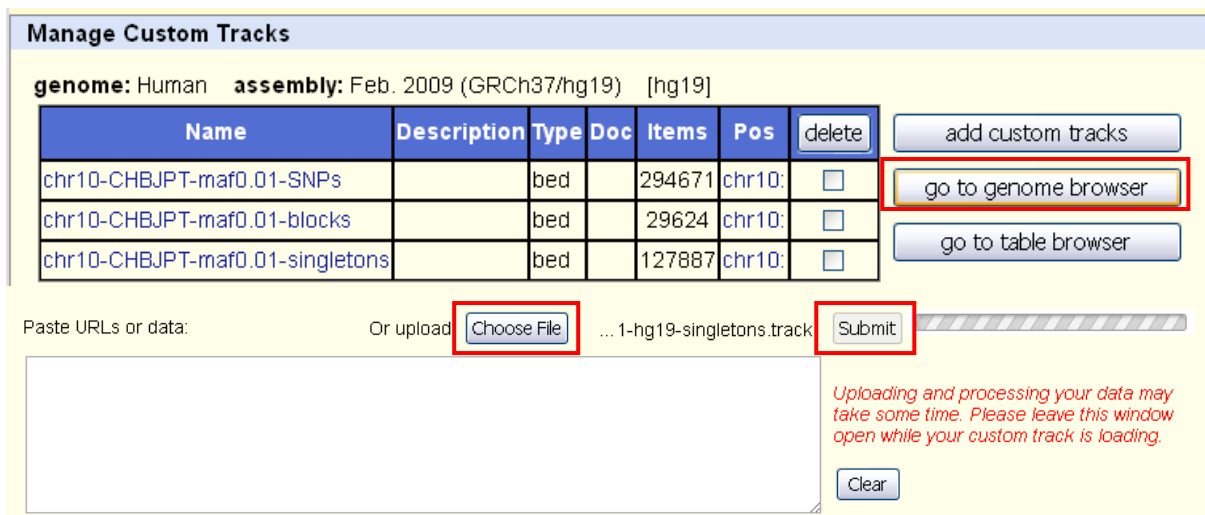 Manage Custom Tracks
genome: Human assembly: Feb. 2009 (GRCh37/hg19) [hg19]
Name Description Type Doc Items Pos delete
chr10-CHBJPT-maf0.01-SNPs bed 294671 chr10:
chr10-CHBJPT-maf0.01-blocks bed 29624 chr10:
chr10-CHBJPT-maf0.01-singletons bed 127887 chr10:
add custom tracks
go to genome browser
go to table browser
Paste URLs or data: Or upload: Choose File ...1-hg19-singletons.track Submit
Uploading and processing your data may
take some time. Please leave this window
open while your custom track is loading.
Clear